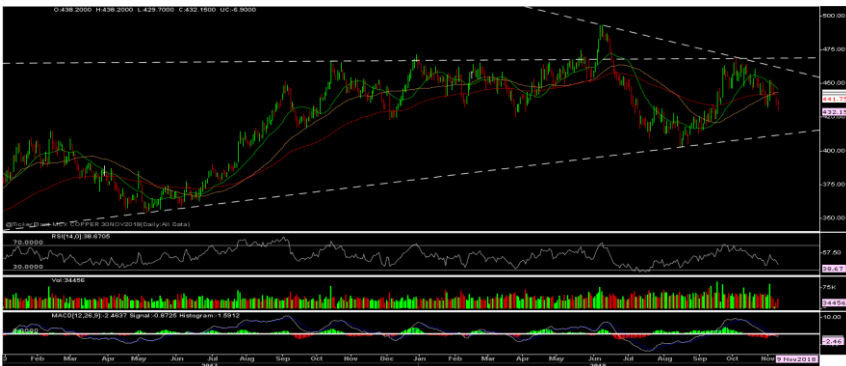 O:438.2000 H:438.2000 L:429.7000 C:432.1500 UC:-5.9000
500.00
475.00
450.00
441.75
432.15
425.00
400.00
375.00
350.00
@TickerPlant MCX COPPER 30NOV2018(Daily:All Data)
RSI[14,0]:39.6705
70.0000
57.50
30.0000
39.67
Vol:34456
75K
34456
MACD[12,26,9]:-2.4637 Signal:-0.8725 Histogram:-1.5912
10.00
-2.46
Feb Mar Apr May Jun Jul Aug Sep Oct Nov Dec Jan Feb Mar Apr May Jun Jul Aug Sep Oct Nov 9 Nov2018
2017 2018